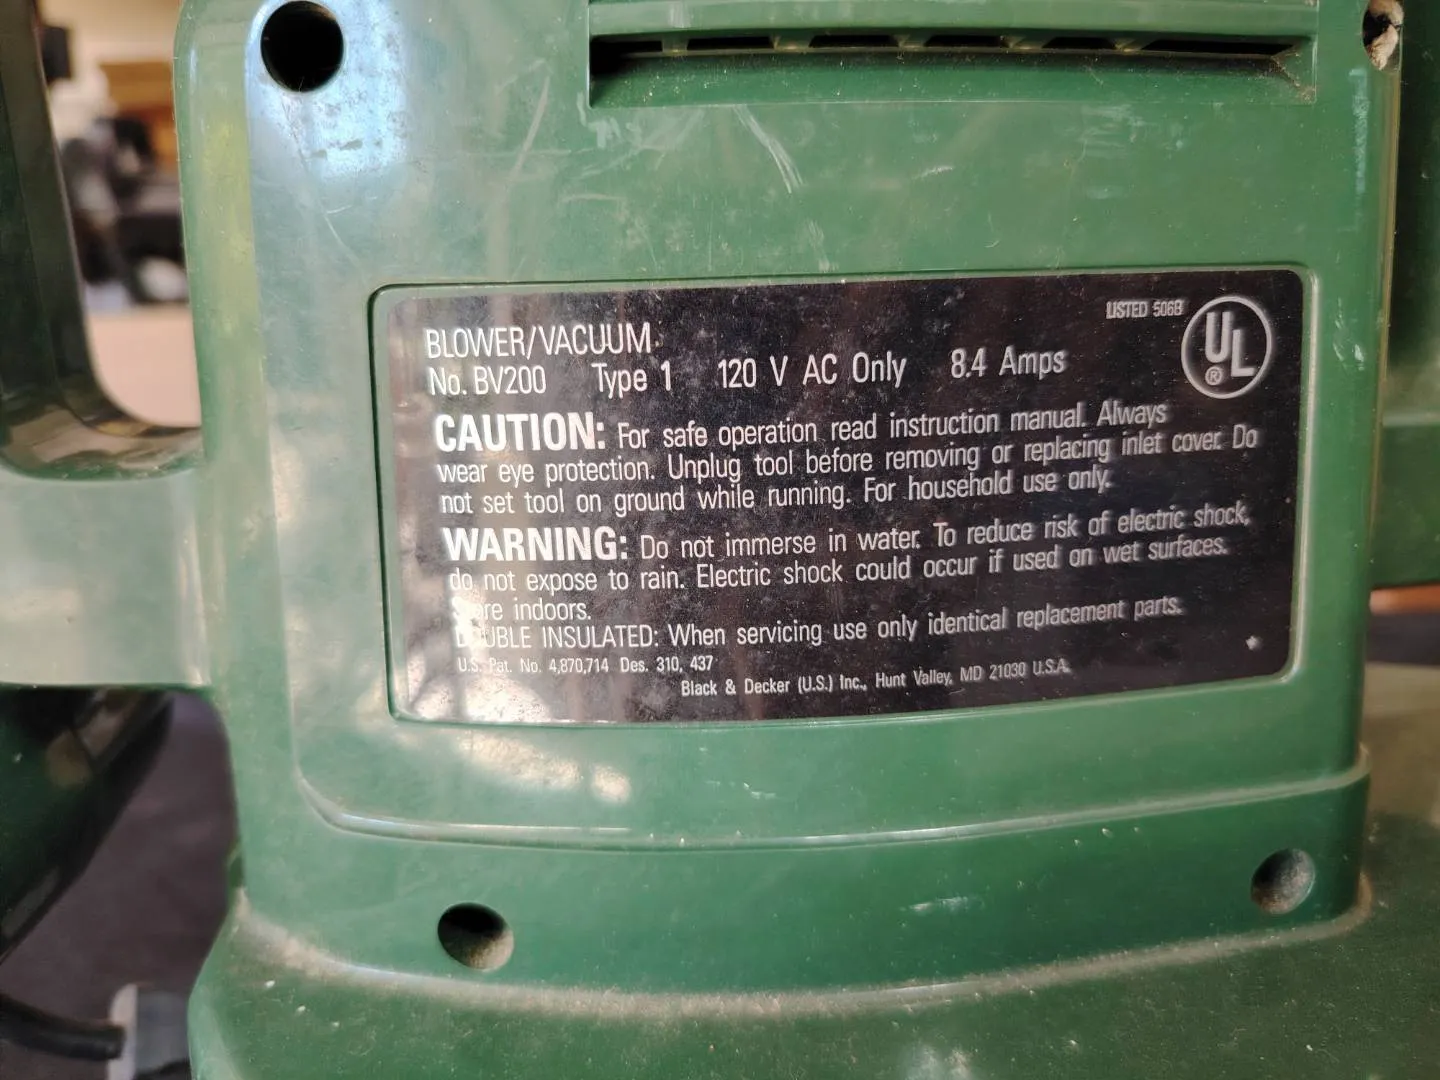 LISTED 506B
UL
®
BLOWER/VACUUM
No. BV200 Type 1 120 V AC Only 8.4 Amps
CAUTION: For safe operation read instruction manual. Always
wear eye protection. Unplug tool before removing or replacing inlet cover. Do
not set tool on ground while running. For household use only.
WARNING: Do not immerse in water. To reduce risk of electric shock,
do not expose to rain. Electric shock could occur if used on wet surfaces.
Store indoors.
DOUBLE INSULATED: When servicing use only identical replacement parts.
U.S. Pat. No. 4,870,714 Des. 310, 437
Black & Decker (U.S.) Inc., Hunt Valley, MD 21030 U.S.A.